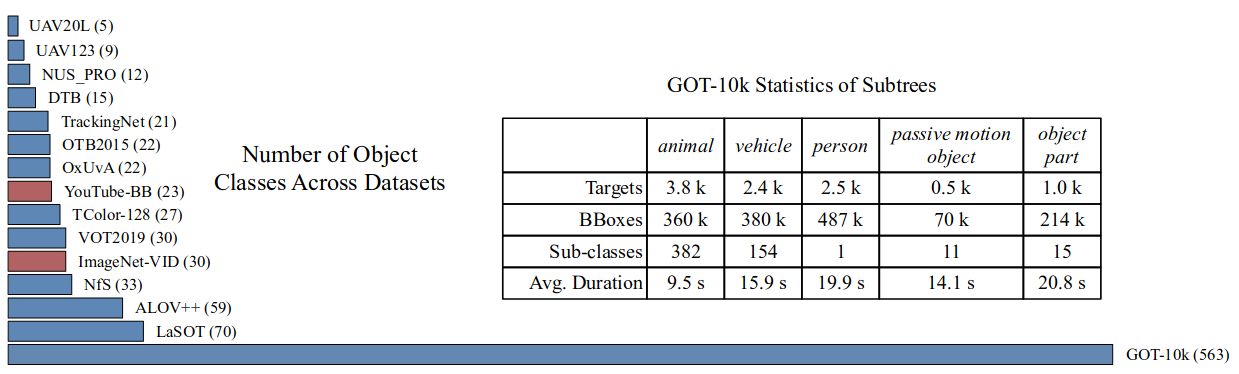 UAV20L (5)
UAV123 (9)
NUS_PRO (12)
DTB (15)
TrackingNet (21)
OTB2015 (22)
OxUvA (22)
YouTube-BB (23)
TColor-128 (27)
VOT2019 (30)
ImageNet-VID (30)
NfS (33)
ALOV++ (59)
LaSOT (70)
GOT-10k (563)
Number of Object
Classes Across Datasets
GOT-10k Statistics of Subtrees
animal vehicle person passive motion object object part
Targets 3.8 k 2.4 k 2.5 k 0.5 k 1.0 k
BBoxes 360 k 380 k 487 k 70 k 214 k
Sub-classes 382 154 1 11 15
Avg. Duration 9.5 s 15.9 s 19.9 s 14.1 s 20.8 s